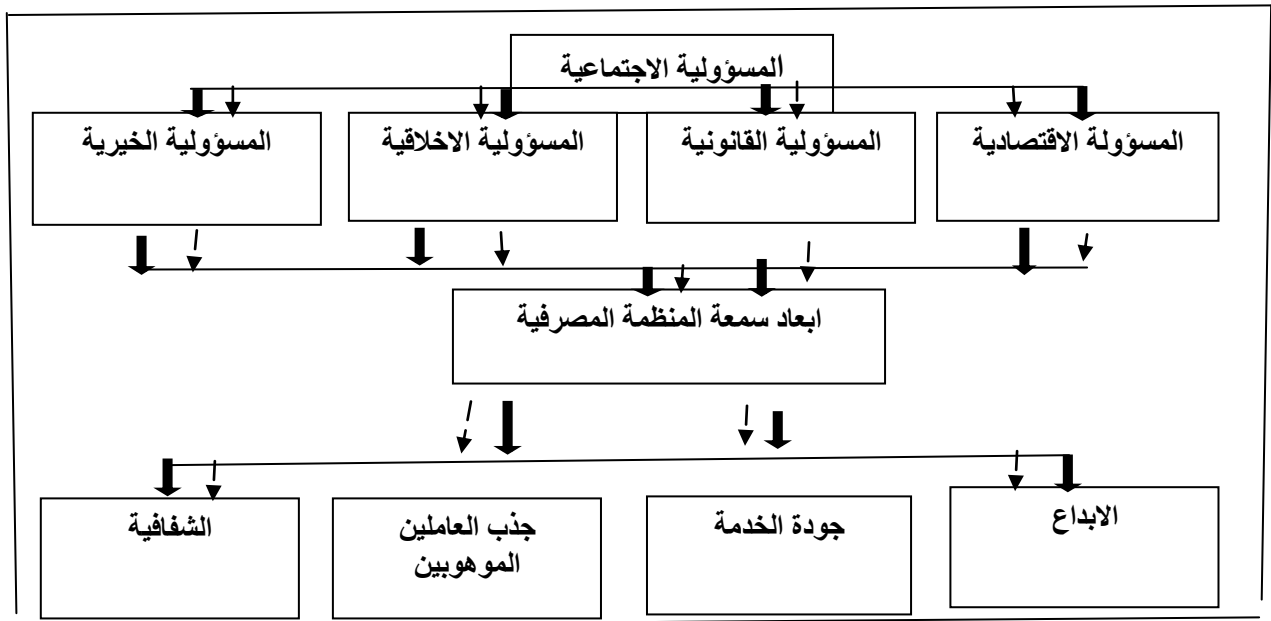 المسؤولية الاجتماعية
المسؤولة الاقتصادية
المسؤولية القانونية
المسؤولية الاخلاقية
المسؤولية الخيرية
ابعاد سمعة المنظمة المصرفية
الابداع
جودة الخدمة
جذب العاملين
الموهوبين
الشفافية